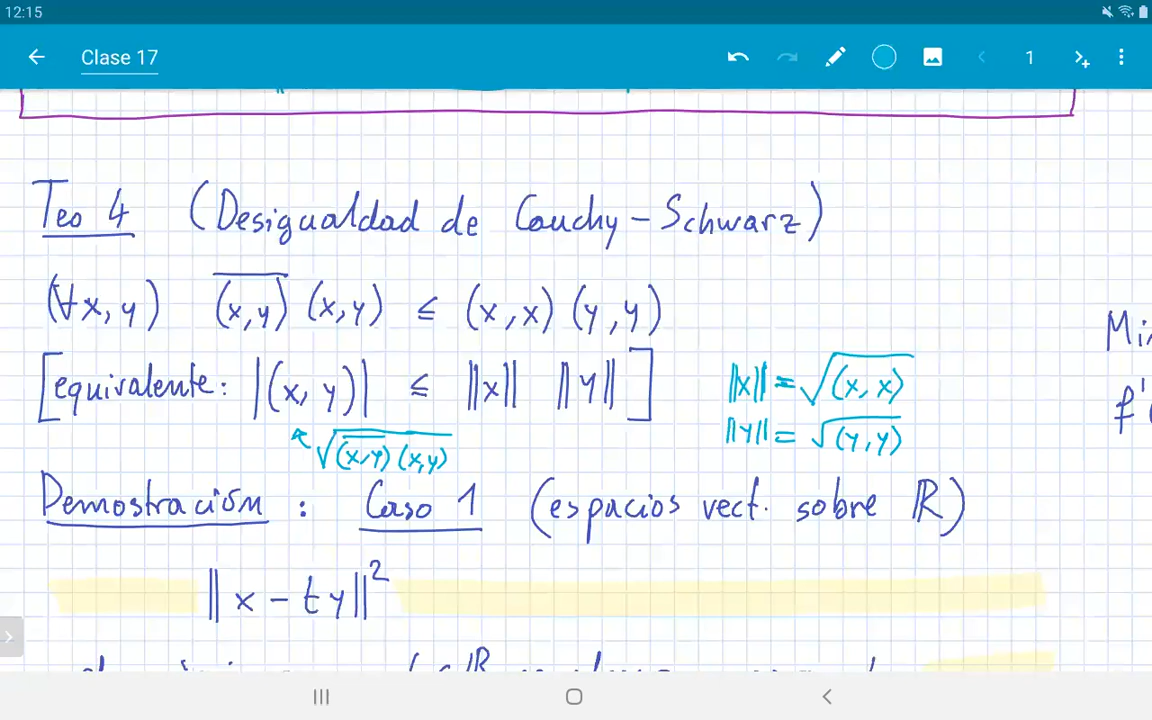 12:15
Clase 17
1
Teo 4 (Desigualdad de Cauchy-Schwarz)
(∀x, y) \overline{(x,y)} (x,y) ≤ (x,x) (y,y)
[equivalente: |(x,y)| ≤ ‖x‖ ‖y‖]
‖x‖ = √(x,x)
‖y‖ = √(y,y)
√\overline{(x,y)} (x,y)
Mi
f'
Demostración : Caso 1 (espacios vect. sobre ℝ)
‖x - ty‖²